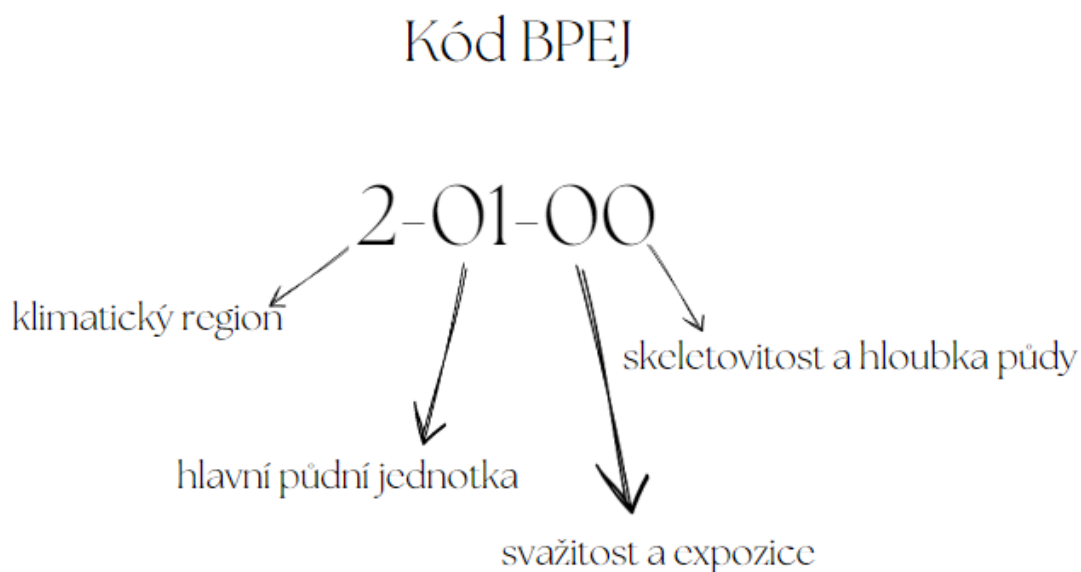 Kód BPEJ
2-01-00
klimatický region
skeletovitost a hloubka půdy
hlavní půdní jednotka
svažitost a expozice